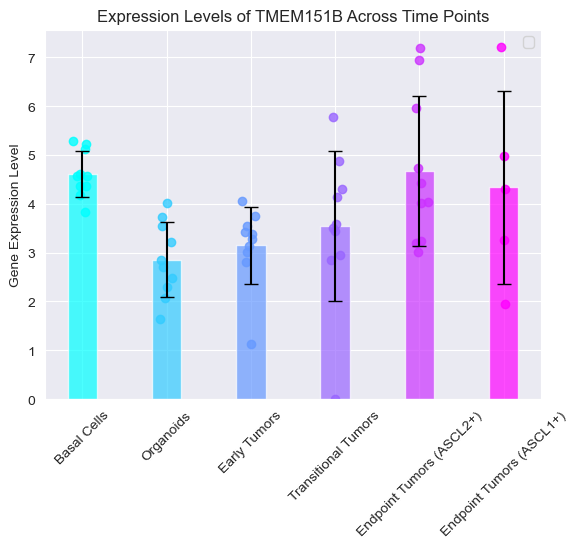 Expression Levels of TMEM151B Across Time Points
Gene Expression Level
7
6
5
4
3
2
1
0
Basal Cells
Organoids
Early Tumors
Transitional Tumors
Endpoint Tumors (ASCL2+)
Endpoint Tumors (ASCL1+)